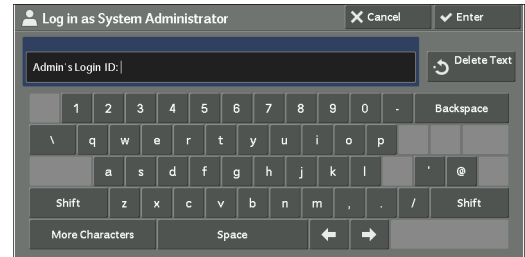 Log in as System Administrator Cancel Enter
Admin's Login ID: Delete Text
1 2 3 4 5 6 7 8 9 0 - Backspace
\ q w e r t y u i o p
a s d f g h j k l ' @
Shift z x c v b n m , . / Shift
More Characters Space